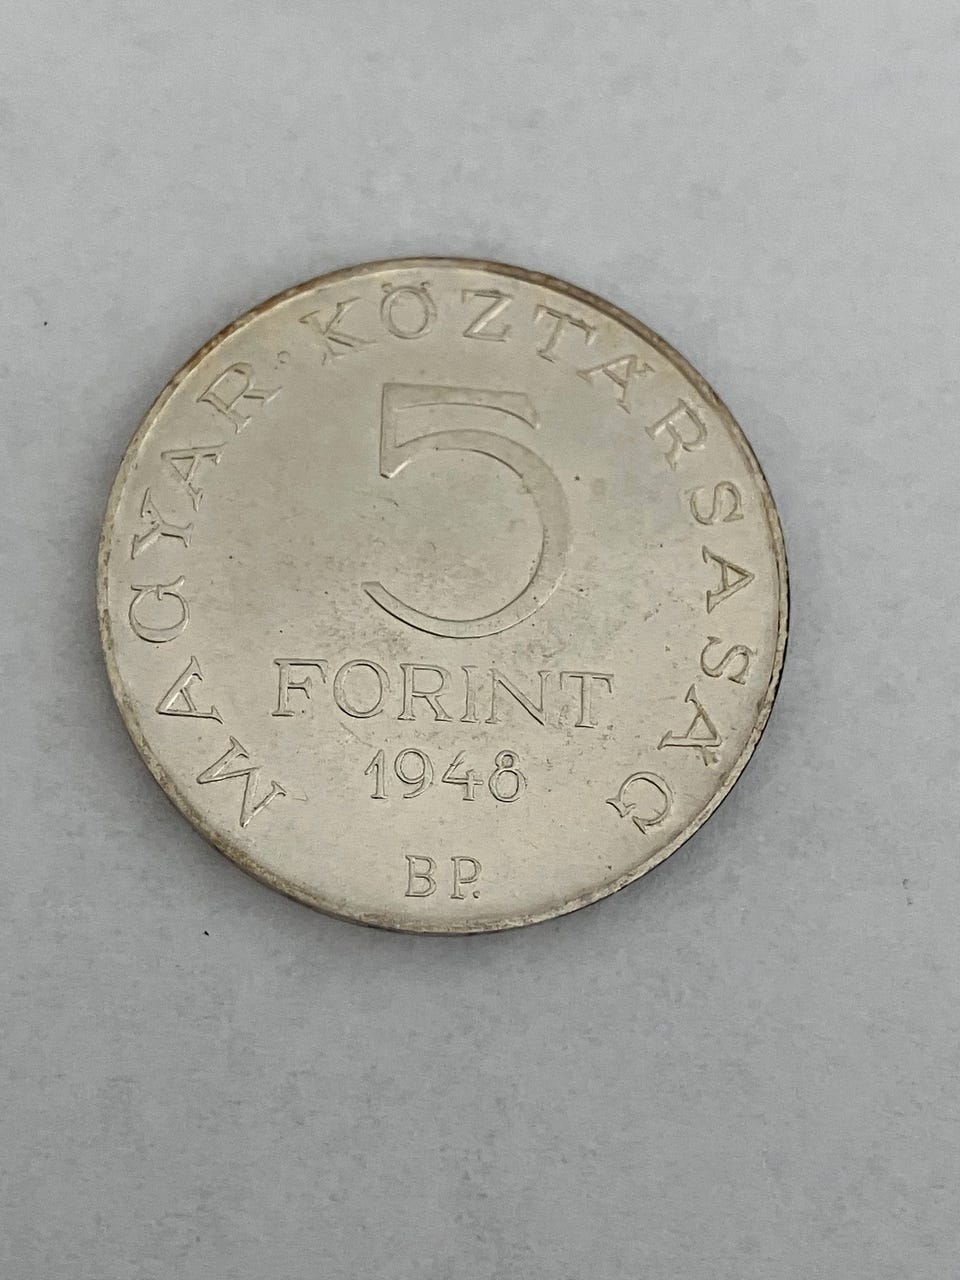 MAGYAR · KÖZTÁRSASÁG
5
FORINT
1948
BP.